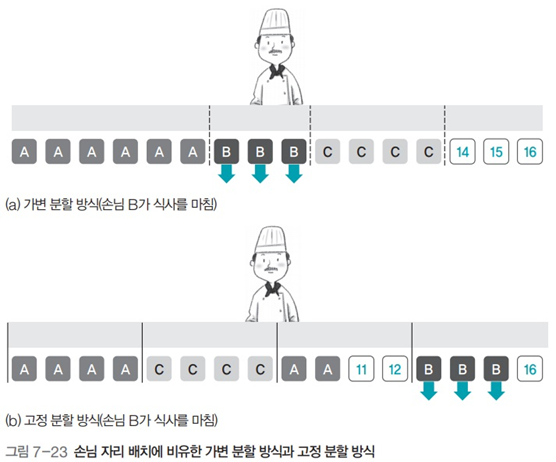 A A A A A A B B B C C C C 14 15 16
(a) 가변 분할 방식(손님 B가 식사를 마침)
A A A A C C C C A A 11 12 B B B 16
(b) 고정 분할 방식(손님 B가 식사를 마침)
그림 7-23 손님 자리 배치에 비유한 가변 분할 방식과 고정 분할 방식